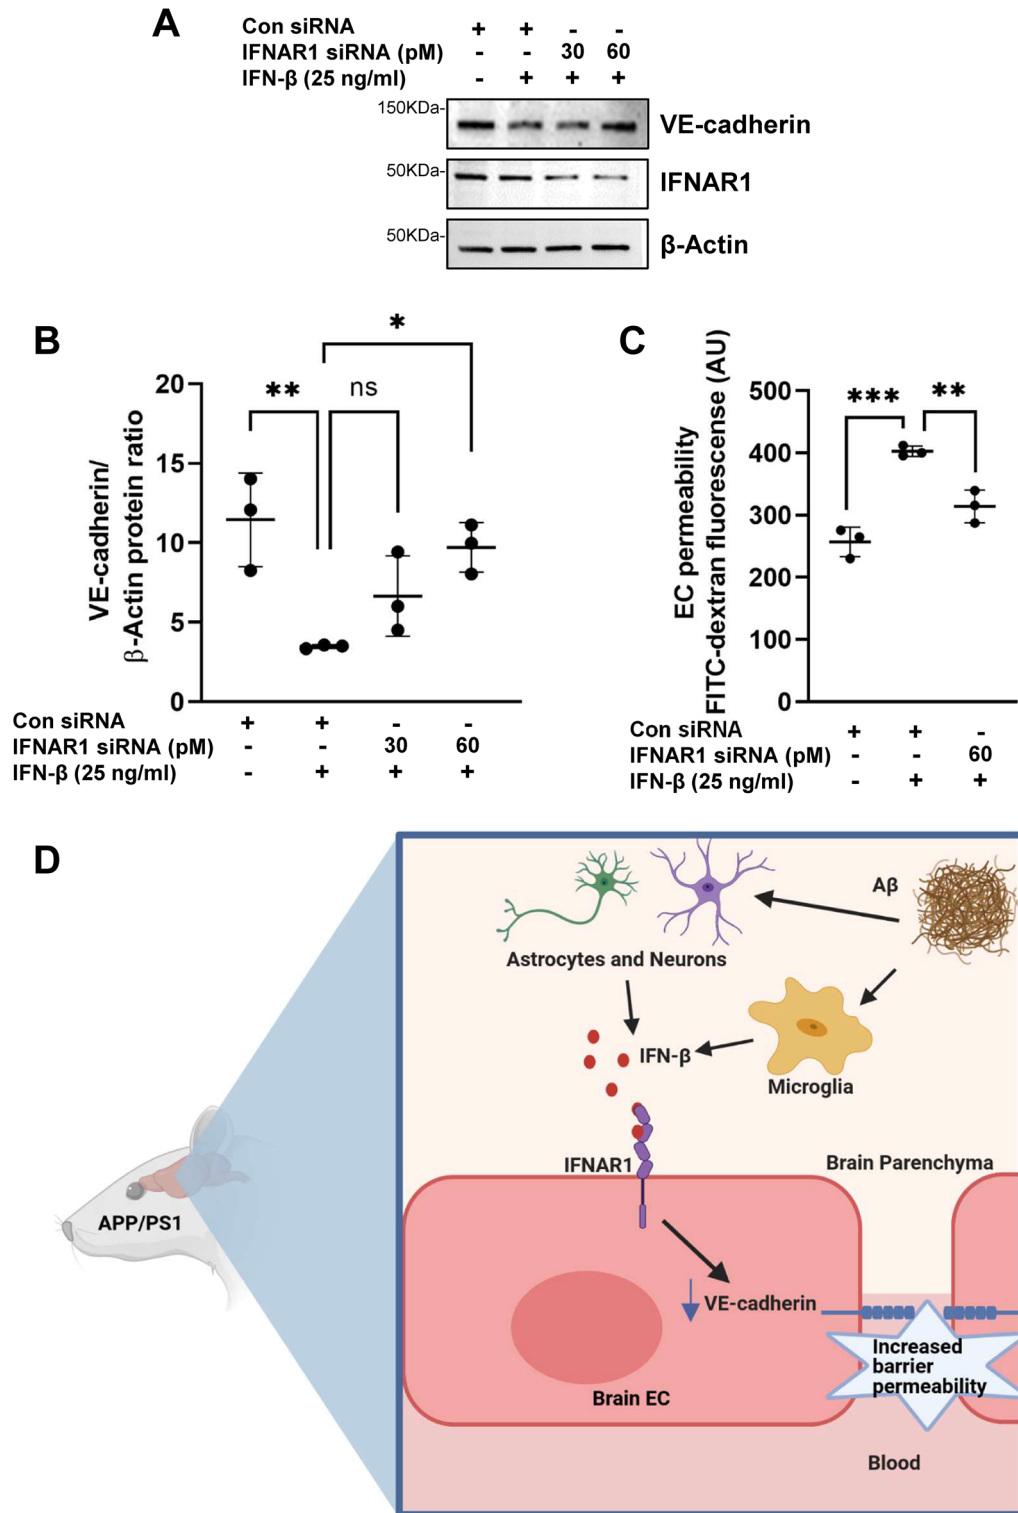 A
Con siRNA + + - -
IFNAR1 siRNA (pM) - - 30 60
IFN-β (25 ng/ml) - + + +
150KDa- VE-cadherin
50KDa- IFNAR1
50KDa- β-Actin
B
VE-cadherin/
β-Actin protein ratio
20
15
10
5
0
** ns *
Con siRNA + + - -
IFNAR1 siRNA (pM) - - 30 60
IFN-β (25 ng/ml) - + + +
C
EC permeability
FITC-dextran fluorescense (AU)
500
400
300
200
100
0
*** **
Con siRNA + + -
IFNAR1 siRNA (pM) - - 60
IFN-β (25 ng/ml) - + +
D
Aβ
Astrocytes and Neurons
IFN-β
Microglia
IFNAR1
Brain Parenchyma
APP/PS1
VE-cadherin
Increased
barrier
permeability
Brain EC
Blood